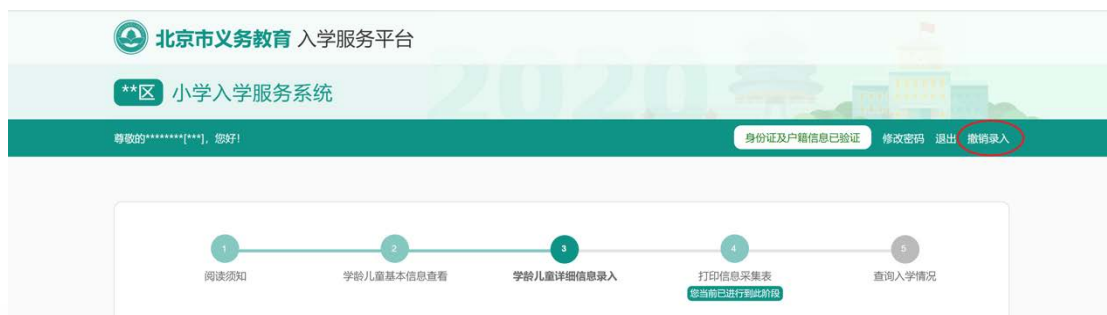 北京市义务教育 入学服务平台
2020
**区 小学入学服务系统
尊敬的********[***]，您好！ 身份证及户籍信息已验证 修改密码 退出 撤销录入
1 2 3 4 5
阅读须知 学龄儿童基本信息查看 学龄儿童详细信息录入 打印信息采集表 查询入学情况
您当前已进行到此阶段